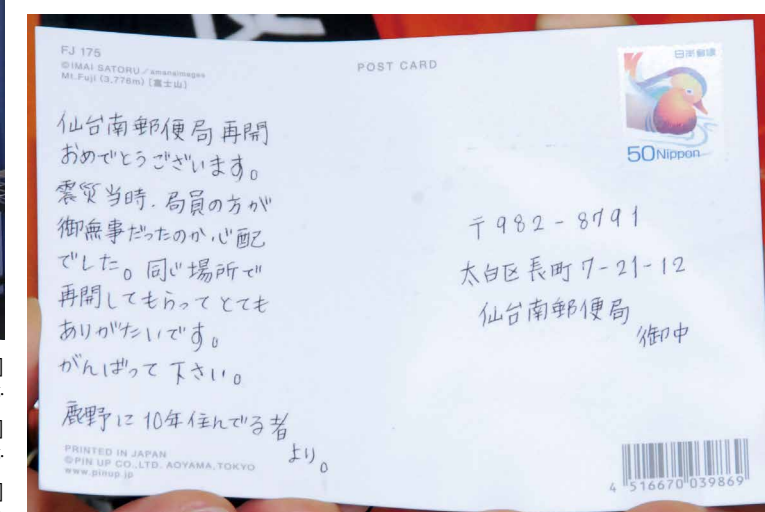 FJ 175
©IMAI SATORU/amanaimages
Mt.Fuji (3,776m) [富士山]
POST CARD
日本郵便
50Nippon
仙台南郵便局再開
おめでとうございます。
震災当時、局員の方が
御無事だったのか心配
でした。同じ場所で
再開してもらってとても
ありがたいです。
がんばって下さい。
鹿野に10年住んでる者
より。
〒982-8791
太白区長町7-21-12
仙台南郵便局
御中
PRINTED IN JAPAN
©PIN UP CO.,LTD. AOYAMA,TOKYO
www.pinup.jp
4 516670 039869
]
.
]
.
]